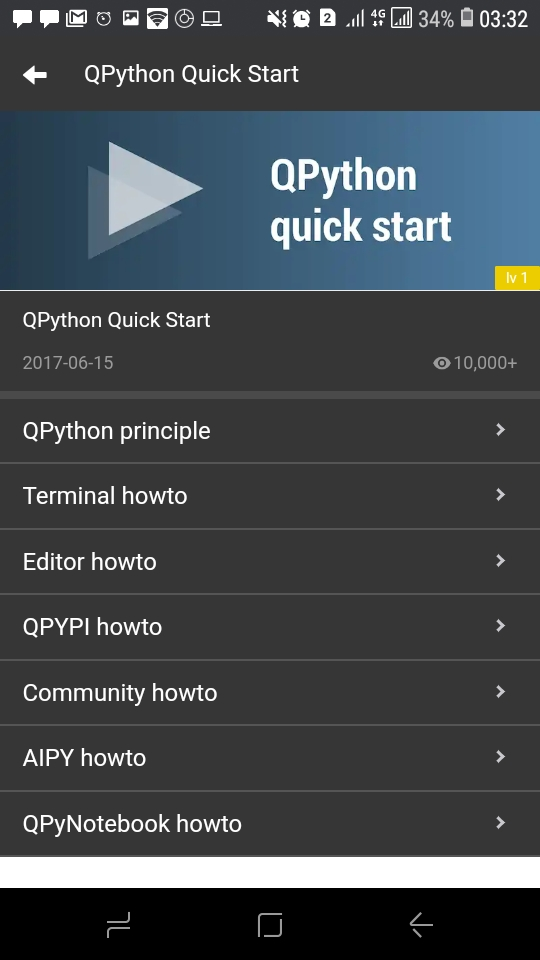 2 4G 34% 03:32
QPython Quick Start
QPython
quick start
lv 1
QPython Quick Start
2017-06-15 10,000+
QPython principle
Terminal howto
Editor howto
QPYPI howto
Community howto
AIPY howto
QPyNotebook howto